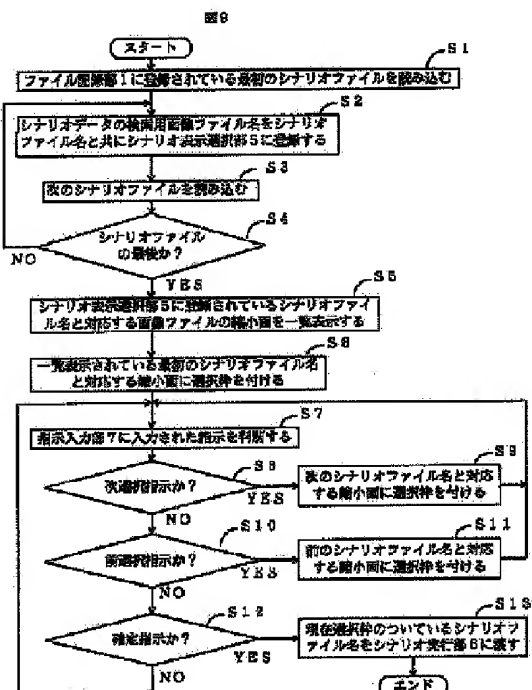 図9
スタート
S1
ファイル記録部1に登録されている最初のシナリオファイルを読み込む
S2
シナリオデータの検索用画像ファイル名をシナリオ
ファイル名と共にシナリオ表示選択部5に登録する
S3
次のシナリオファイルを読み込む
S4
シナリオファイル
の最後か?
NO
YES
S5
シナリオ表示選択部5に登録されているシナリオファイ
ル名と対応する画像ファイルの縮小画を一覧表示する
S6
一覧表示されている最初のシナリオファイル名
と対応する縮小画に選択枠を付ける
S7
指示入力部7に入力された指示を判別する
S8
次選択指示か?
YES
NO
S9
次のシナリオファイル名と対応
する縮小画に選択枠を付ける
S10
前選択指示か?
YES
NO
S11
前のシナリオファイル名と対応
する縮小画に選択枠を付ける
S12
確定指示か?
YES
NO
S13
現在選択枠のついているシナリオフ
ァイル名をシナリオ実行部6に渡す
エンド